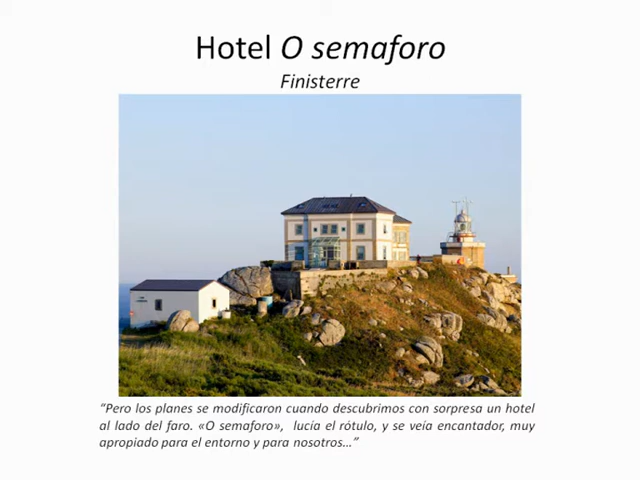 Hotel O semaforo
Finisterre
“Pero los planes se modificaron cuando descubrimos con sorpresa un hotel
al lado del faro. «O semaforo»,  lucía el rótulo, y se veía encantador, muy
apropiado para el entorno y para nosotros…”